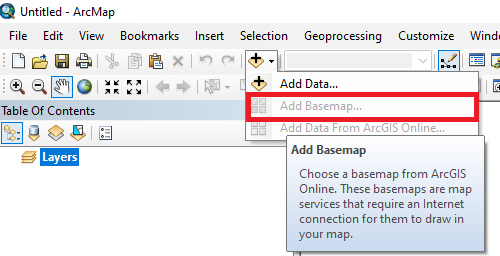 Untitled - ArcMap
File Edit View Bookmarks Insert Selection Geoprocessing Customize Windows
Add Data...
Table Of Contents
Add Basemap...
Add Data From ArcGIS Online...
Layers
Add Basemap
Choose a basemap from ArcGIS
Online. These basemaps are map
services that require an Internet
connection for them to draw in
your map.